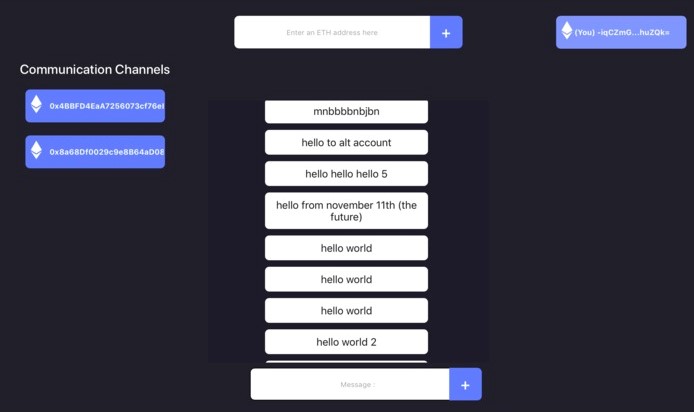 Enter an ETH address here
+
(You) -iqCZmG...huZQk=
Communication Channels
0x4BBFD4EaA7256073cf76eI
0x8a68Df0029c9e8B64aD08
mnbbbbnbjbn
hello to alt account
hello hello hello 5
hello from november 11th (the
future)
hello world
hello world
hello world
hello world 2
Message :
+